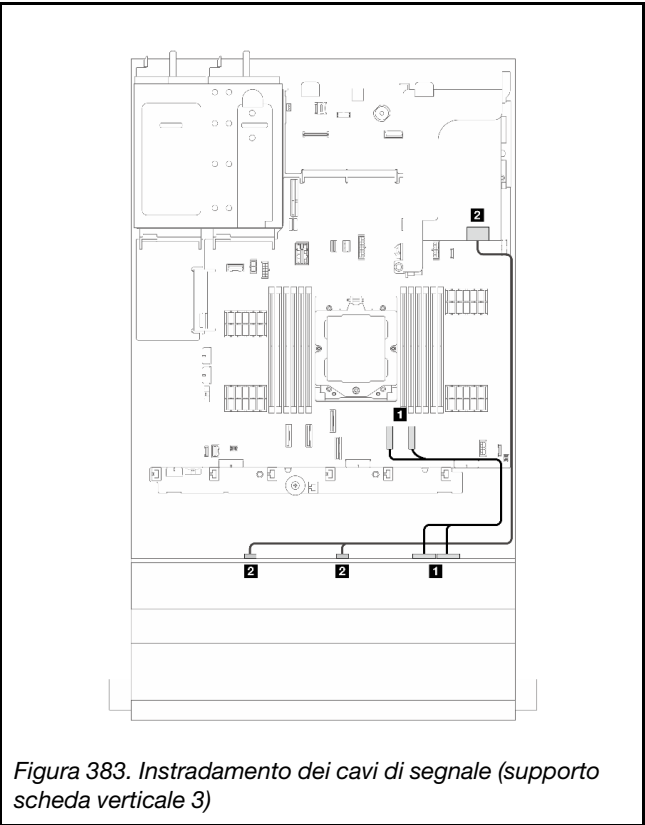 2
1
2
2
1
Figura 383. Instradamento dei cavi di segnale (supporto
scheda verticale 3)